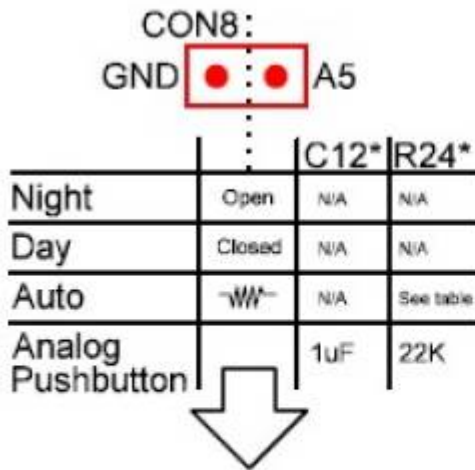 CON8:
GND A5
C12* R24*
Night Open N/A N/A
Day Closed N/A N/A
Auto N/A See table
Analog Pushbutton 1uF 22K